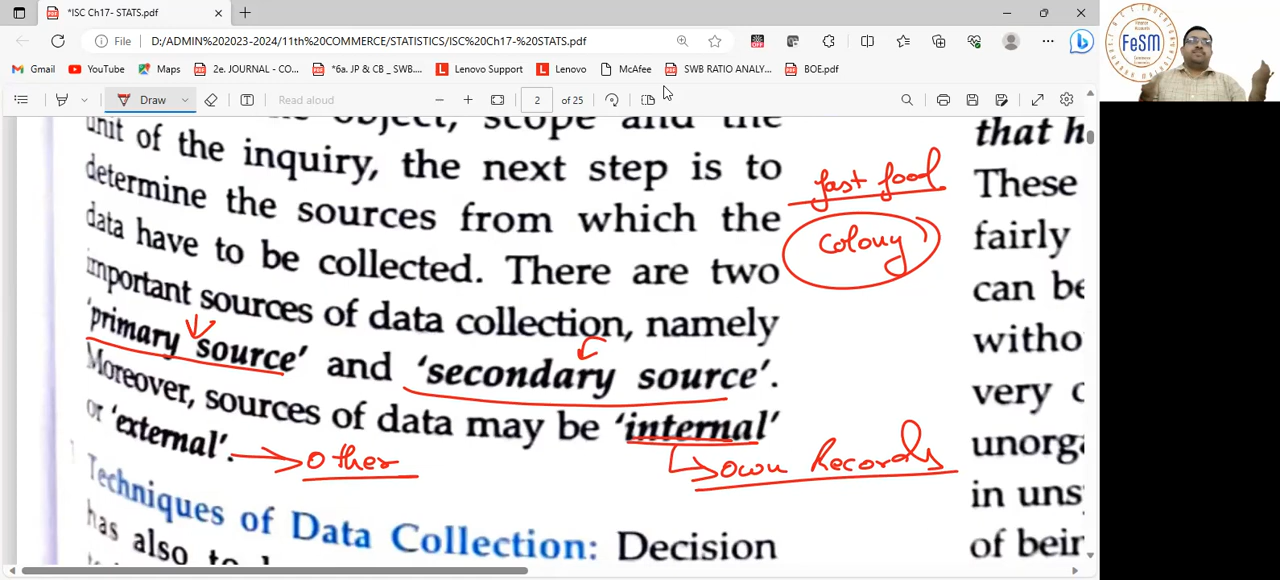 *ISC Ch17- STATS.pdf
File
D:/ADMIN%202023-2024/11th%20COMMERCE/STATISTICS/ISC%20Ch17-%20STATS.pdf
Gmail YouTube Maps 2e. JOURNAL - CO... *6a. JP & CB _ SWB... Lenovo Support Lenovo McAfee SWB RATIO ANALY... BOE.pdf
Draw Read aloud 2 of 25
FeSM
unit of the inquiry, the next step is to
determine the sources from which the
data have to be collected. There are two
important sources of data collection, namely
'primary source' and 'secondary source'.
Moreover, sources of data may be 'internal'
or 'external'.
Other
Own Records
Techniques of Data Collection: Decision
has also to
fast food
Colony
that h
These
fairly
can be
witho
very c
unorga
in uns
of bein